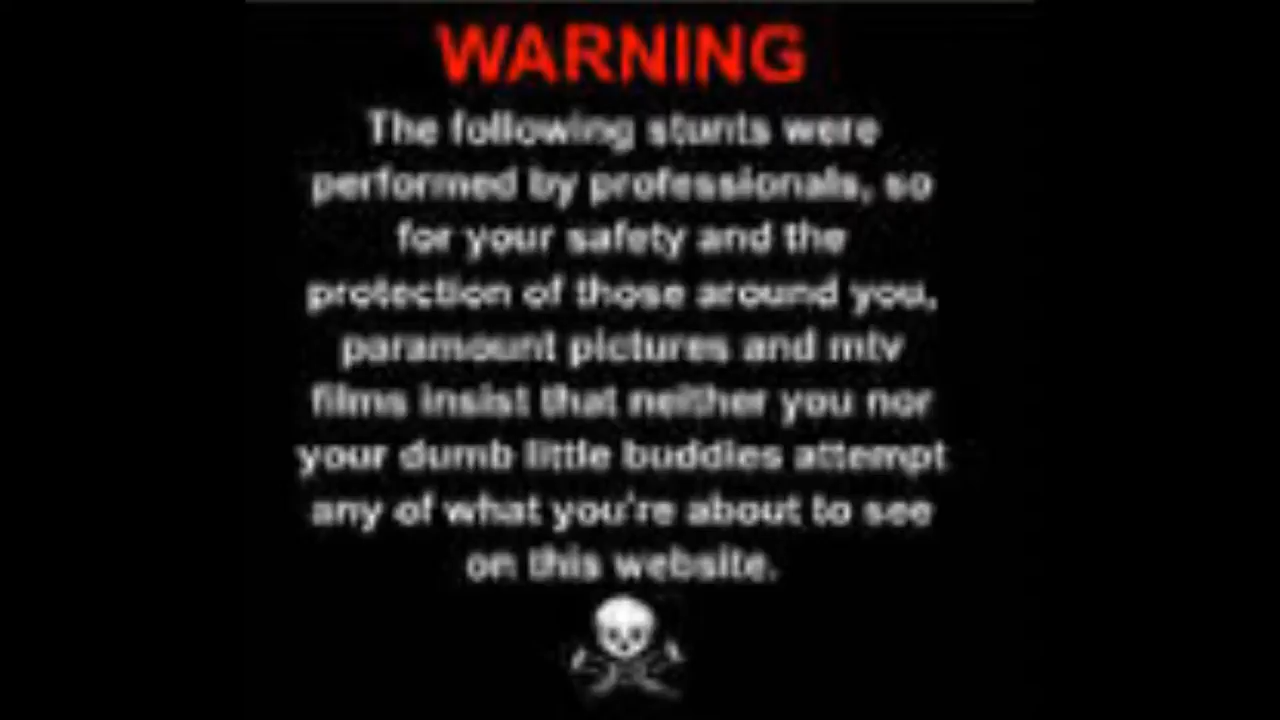 WARNING
The following stunts were
performed by professionals, so
for your safety and the
protection of those around you,
paramount pictures and mtv
films insist that neither you nor
your dumb little buddies attempt
any of what you're about to see
on this website.